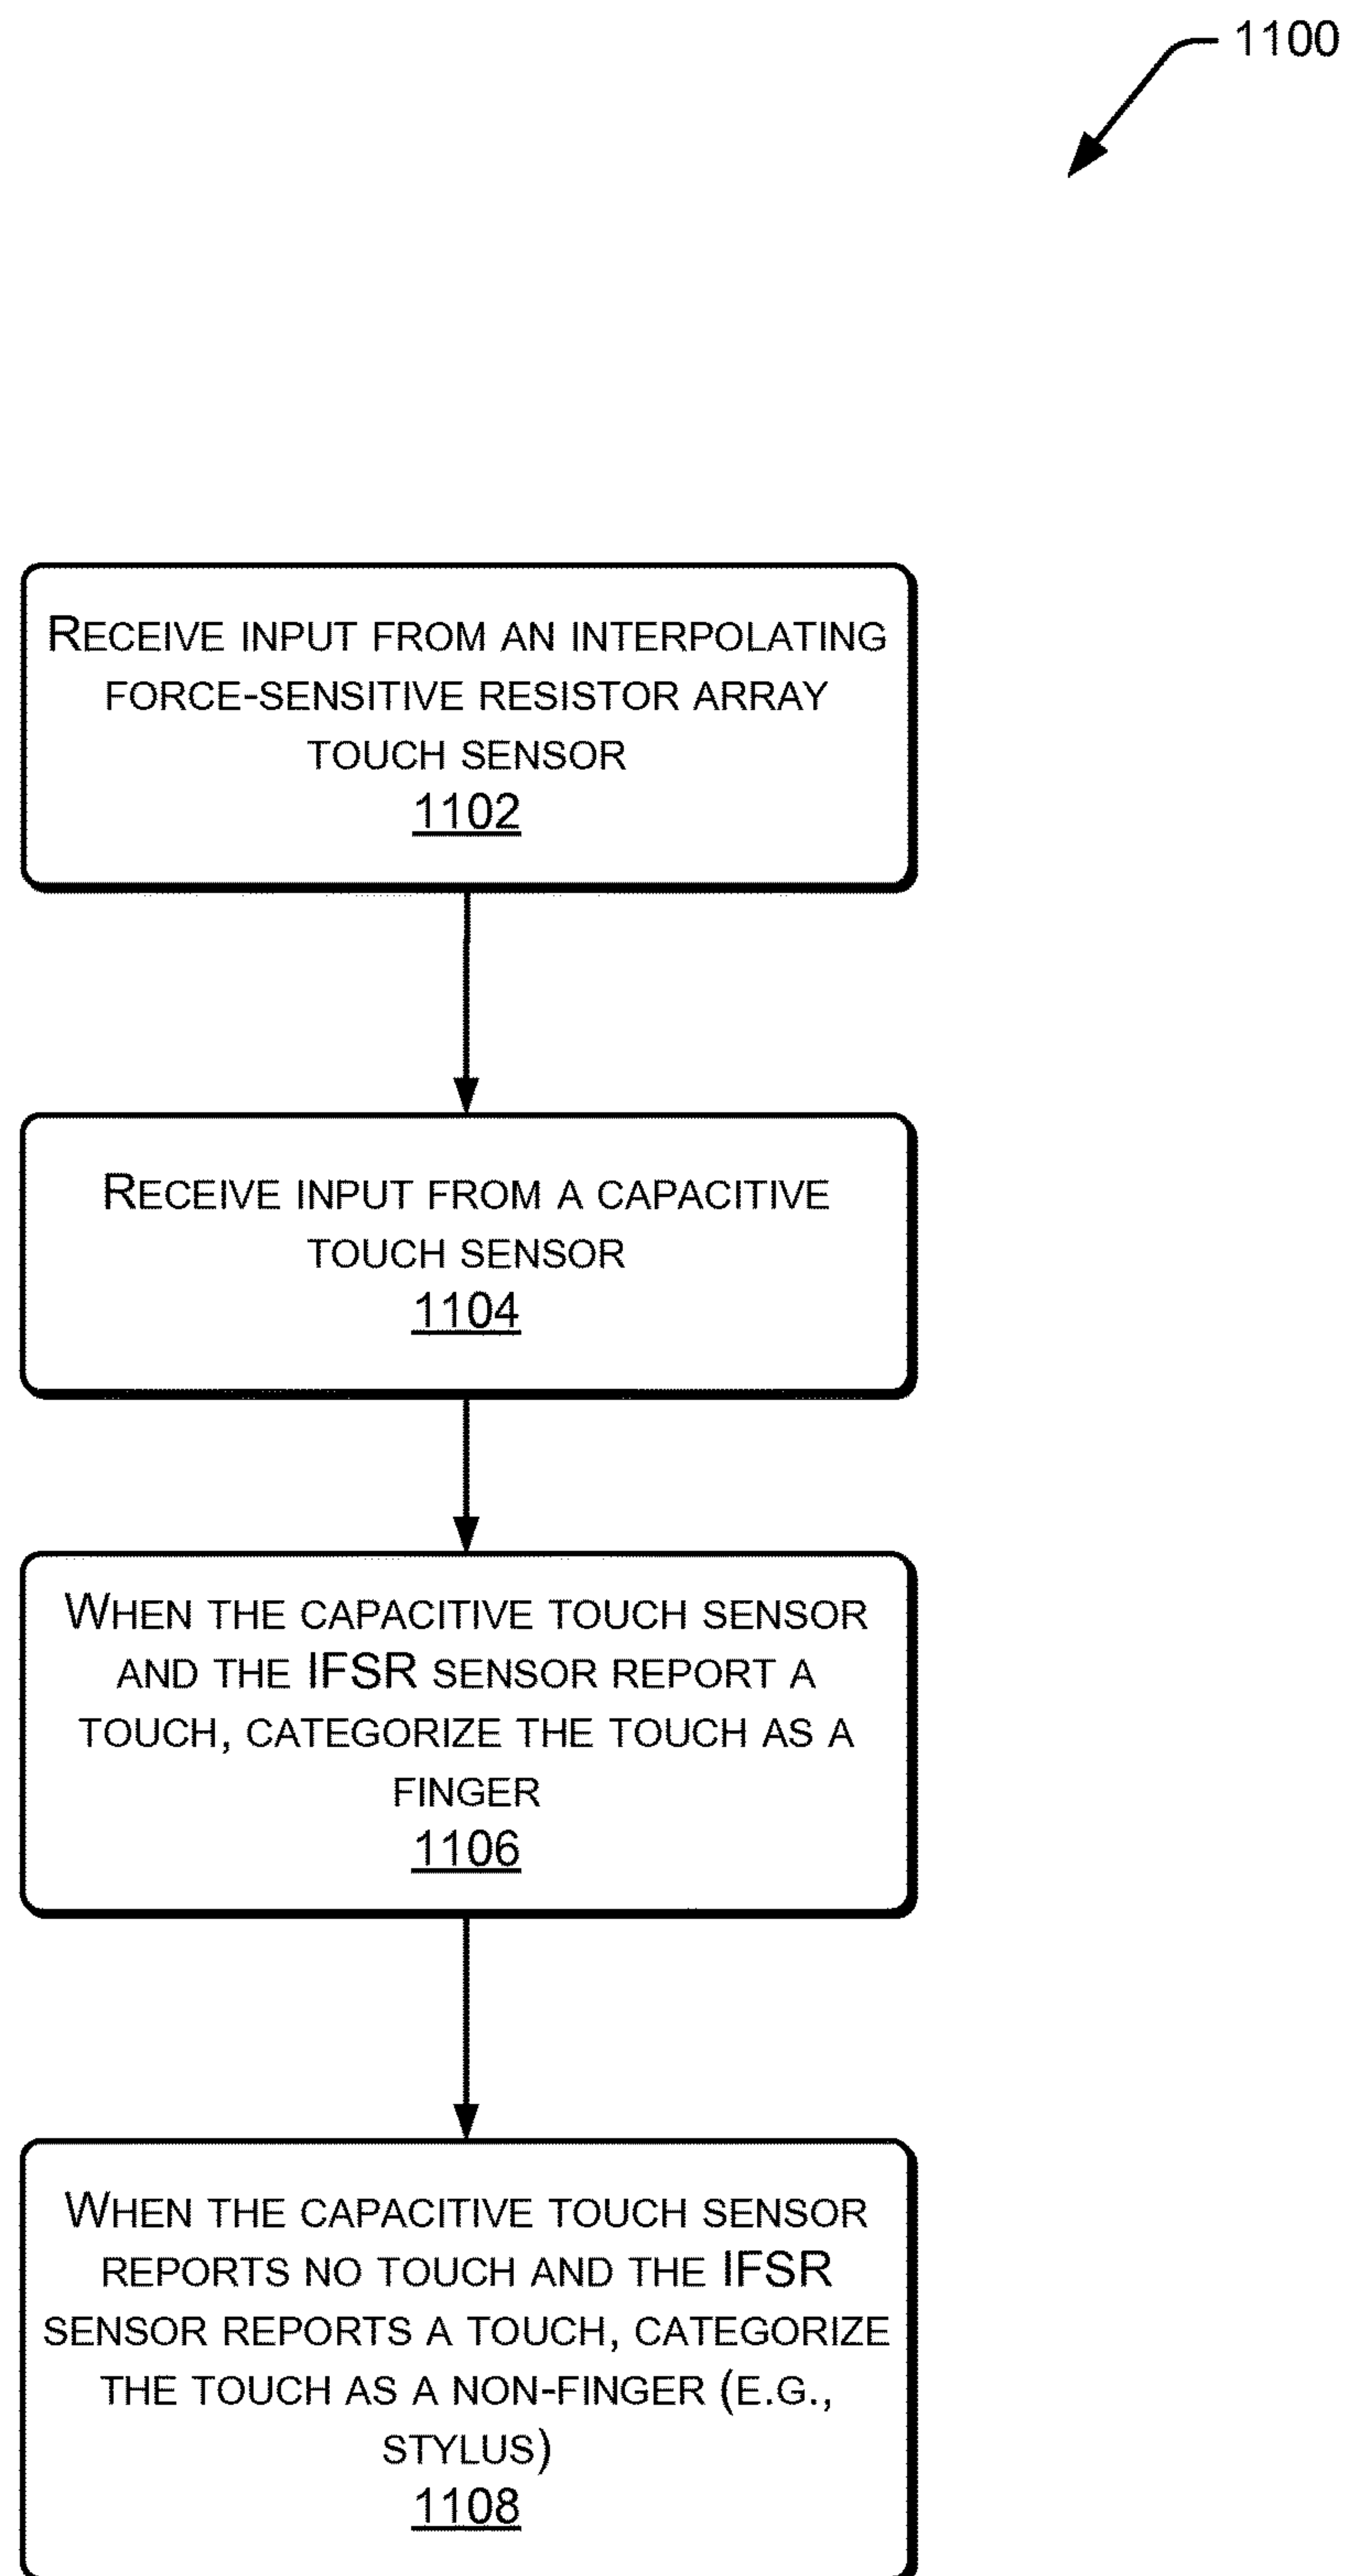 1100
RECEIVE INPUT FROM AN INTERPOLATING
FORCE-SENSITIVE RESISTOR ARRAY
TOUCH SENSOR
1102
RECEIVE INPUT FROM A CAPACITIVE
TOUCH SENSOR
1104
WHEN THE CAPACITIVE TOUCH SENSOR
AND THE IFSR SENSOR REPORT A
TOUCH, CATEGORIZE THE TOUCH AS A
FINGER
1106
WHEN THE CAPACITIVE TOUCH SENSOR
REPORTS NO TOUCH AND THE IFSR
SENSOR REPORTS A TOUCH, CATEGORIZE
THE TOUCH AS A NON-FINGER (E.G.,
STYLUS)
1108